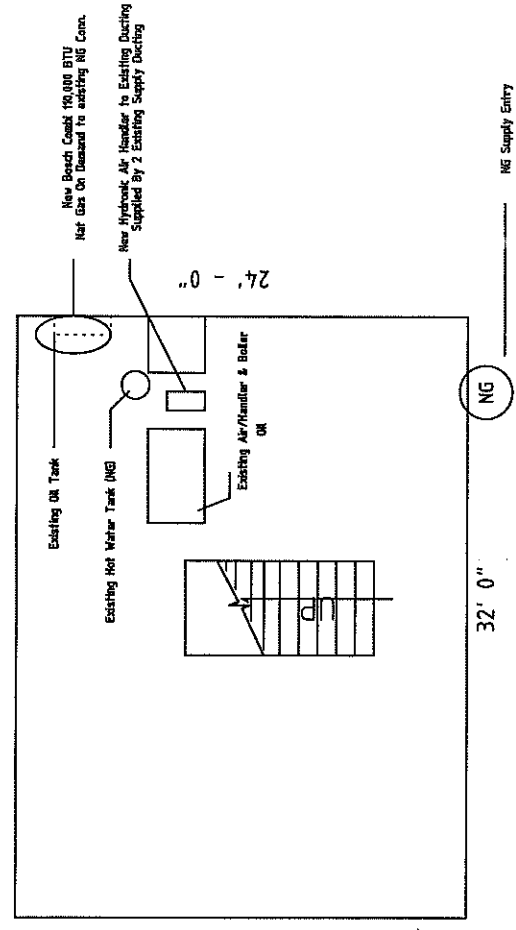 New Bosch Combi 110,000 BTU
Nat Gas On Demand to existing NG Conn.
New Hydronic Air Handler to Existing Ducting
Supplied By 2 Existing Supply Ducting
Existing Oil Tank
Existing Hot Water Tank (NG)
24' - 0"
Existing Air/Handler & Boiler
Oil
UP
NG
NG Supply Entry
32' 0"